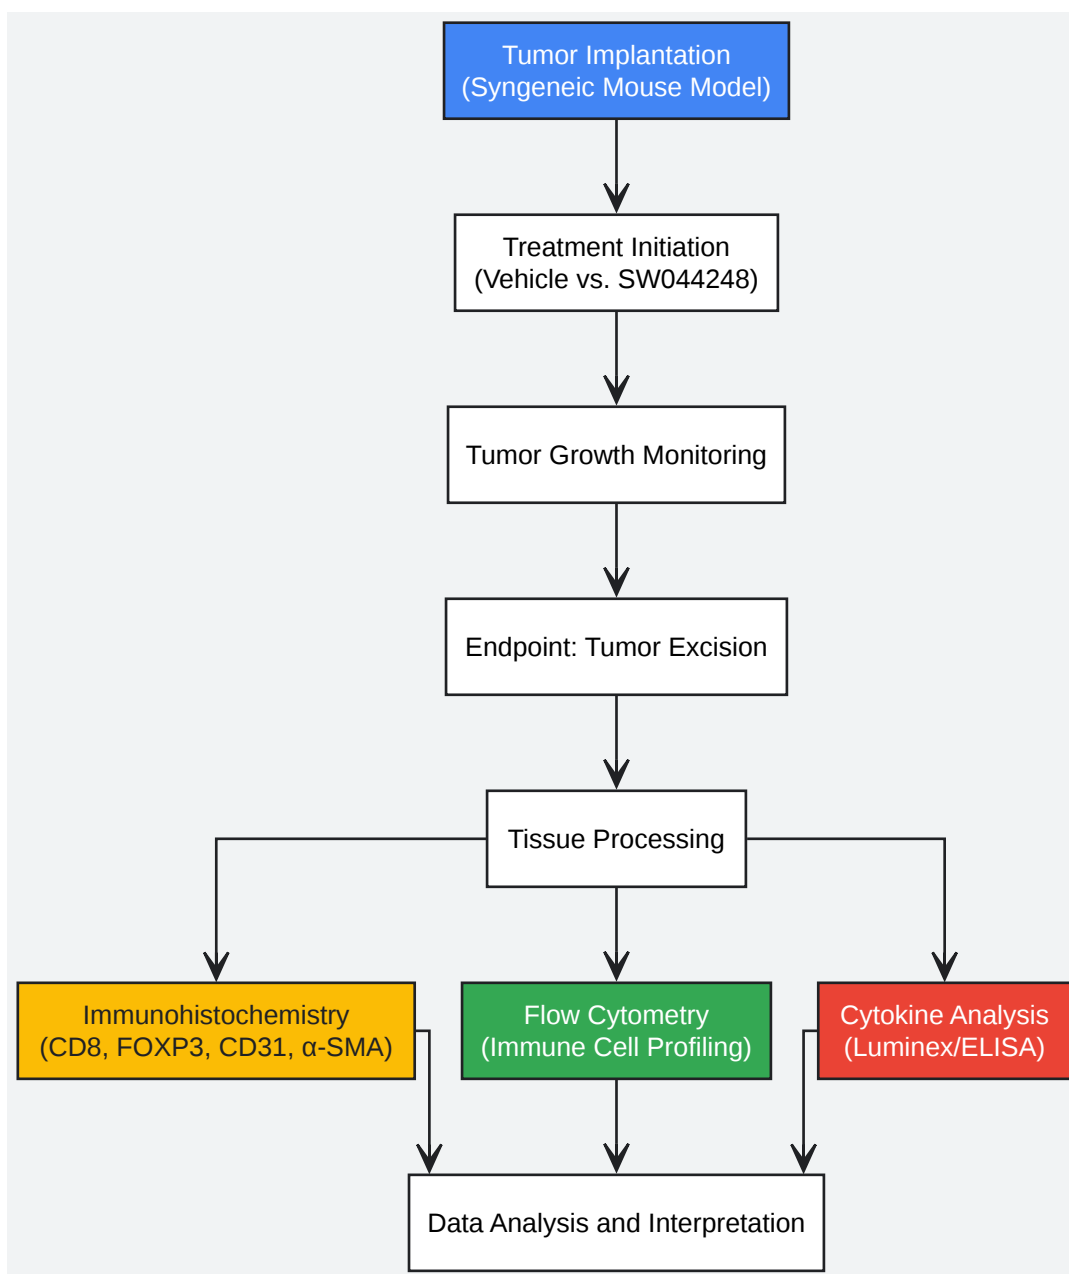 Tumor Implantation
(Syngeneic Mouse Model)
Treatment Initiation
(Vehicle vs. SW044248)
Tumor Growth Monitoring
Endpoint: Tumor Excision
Tissue Processing
Immunohistochemistry
(CD8, FOXP3, CD31, α-SMA)
Flow Cytometry
(Immune Cell Profiling)
Cytokine Analysis
(Luminex/ELISA)
Data Analysis and Interpretation